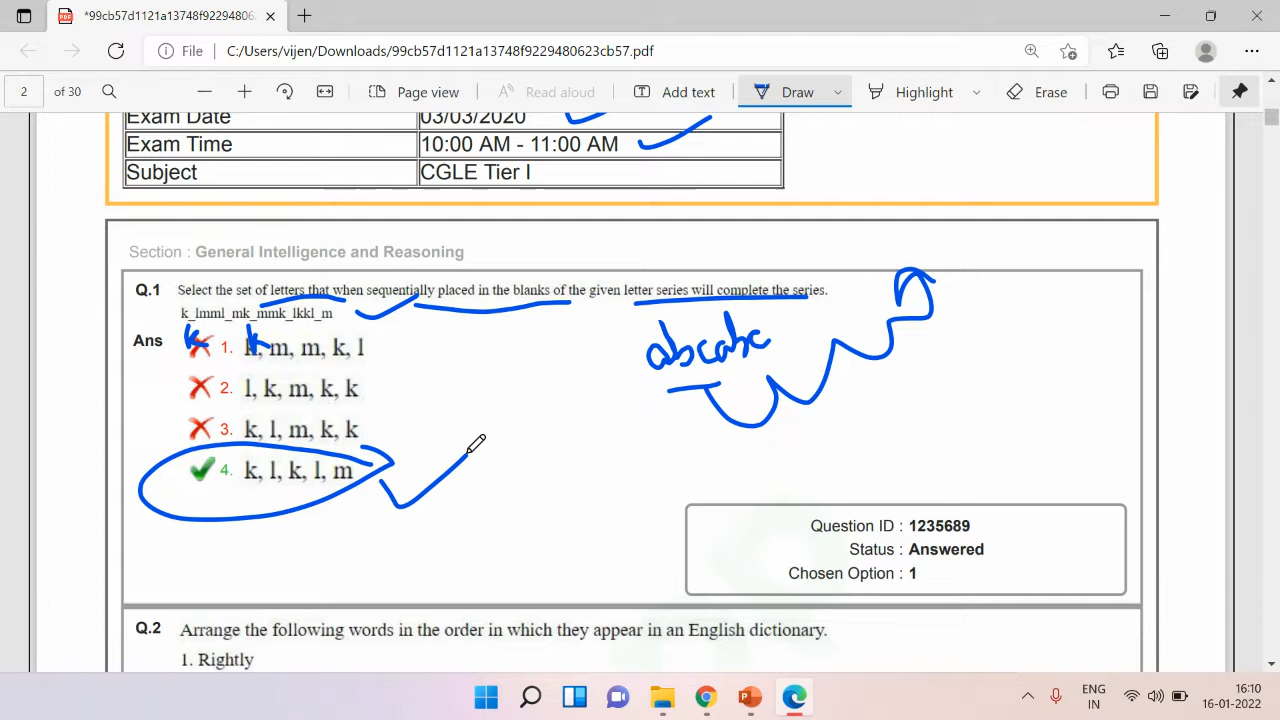 *99cb57d1121a13748f9229480623cb57.pdf
File C:/Users/vijen/Downloads/99cb57d1121a13748f9229480623cb57.pdf
2 of 30 Page view Read aloud Add text Draw Highlight Erase
Exam Date 03/03/2020
Exam Time 10:00 AM - 11:00 AM
Subject CGLE Tier I
Section : General Intelligence and Reasoning
Q.1 Select the set of letters that when sequentially placed in the blanks of the given letter series will complete the series.
k_lmml_mk_mmk_lkkl_m
k k
abcabc
Ans 1. k, m, m, k, l
2. l, k, m, k, k
3. k, l, m, k, k
4. k, l, k, l, m
Question ID : 1235689
Status : Answered
Chosen Option : 1
Q.2 Arrange the following words in the order in which they appear in an English dictionary.
1. Rightly
ENG 16:10
IN 16-01-2022